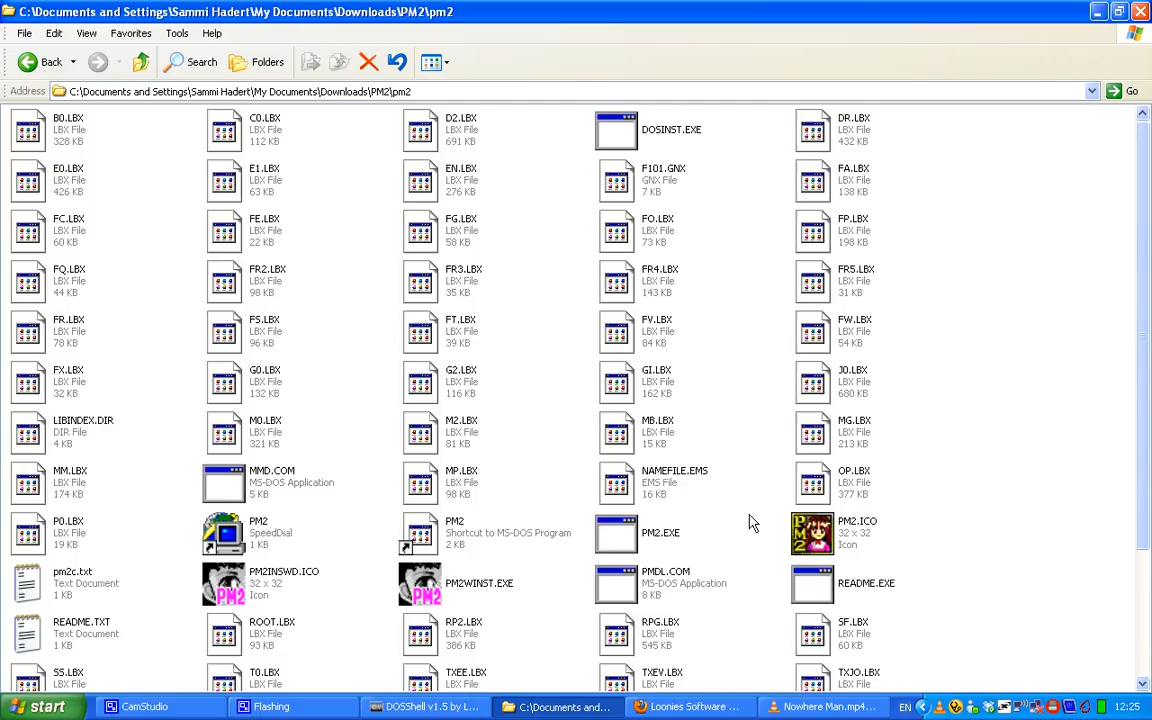 C:\Documents and Settings\Sammi Hadert\My Documents\Downloads\PM2\pm2
File Edit View Favorites Tools Help
Back Search Folders
Address C:\Documents and Settings\Sammi Hadert\My Documents\Downloads\PM2\pm2 Go
B0.LBX
LBX File
328 KB
C0.LBX
LBX File
112 KB
D2.LBX
LBX File
691 KB
DOSINST.EXE
DR.LBX
LBX File
432 KB
E0.LBX
LBX File
426 KB
E1.LBX
LBX File
63 KB
EN.LBX
LBX File
276 KB
F101.GNX
GNX File
7 KB
FA.LBX
LBX File
138 KB
FC.LBX
LBX File
60 KB
FE.LBX
LBX File
22 KB
FG.LBX
LBX File
58 KB
FO.LBX
LBX File
73 KB
FP.LBX
LBX File
198 KB
FQ.LBX
LBX File
44 KB
FR2.LBX
LBX File
98 KB
FR3.LBX
LBX File
35 KB
FR4.LBX
LBX File
143 KB
FR5.LBX
LBX File
31 KB
FR.LBX
LBX File
78 KB
FS.LBX
LBX File
96 KB
FT.LBX
LBX File
39 KB
FV.LBX
LBX File
84 KB
FW.LBX
LBX File
54 KB
FX.LBX
LBX File
32 KB
G0.LBX
LBX File
132 KB
G2.LBX
LBX File
116 KB
GI.LBX
LBX File
162 KB
J0.LBX
LBX File
680 KB
LIBINDEX.DIR
DIR File
4 KB
M0.LBX
LBX File
321 KB
M2.LBX
LBX File
81 KB
MB.LBX
LBX File
15 KB
MG.LBX
LBX File
213 KB
MM.LBX
LBX File
174 KB
MMD.COM
MS-DOS Application
5 KB
MP.LBX
LBX File
98 KB
NAMEFILE.EMS
EMS File
16 KB
OP.LBX
LBX File
377 KB
P0.LBX
LBX File
19 KB
PM2
SpeedDial
1 KB
PM2
Shortcut to MS-DOS Program
2 KB
PM2.EXE
PM2
PM2.ICO
32 x 32
Icon
pm2c.txt
Text Document
1 KB
PM2
PM2INSWD.ICO
32 x 32
Icon
PM2
PM2WINST.EXE
PMDL.COM
MS-DOS Application
8 KB
README.EXE
README.TXT
Text Document
1 KB
ROOT.LBX
LBX File
93 KB
RP2.LBX
LBX File
386 KB
RPG.LBX
LBX File
545 KB
SF.LBX
LBX File
60 KB
S5.LBX
LBX File
T0.LBX
LBX File
TXEE.LBX
LBX File
TXEV.LBX
LBX File
TXJO.LBX
LBX File
start CamStudio Flashing DOSShell v1.5 by L... C:\Documents and... Loonies Software ... Nowhere Man.mp4... EN 12:25